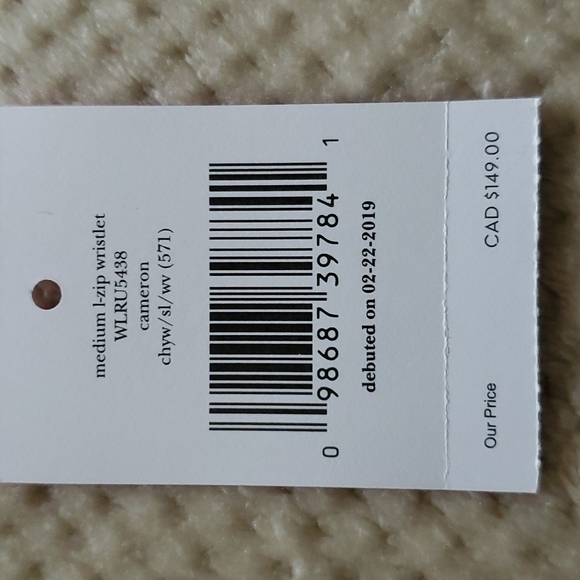 medium l-zip wristlet
WLRU5438
cameron
chyw/sl/wv (571)
0 98687 39784 1
debuted on 02-22-2019
Our Price CAD $149.00